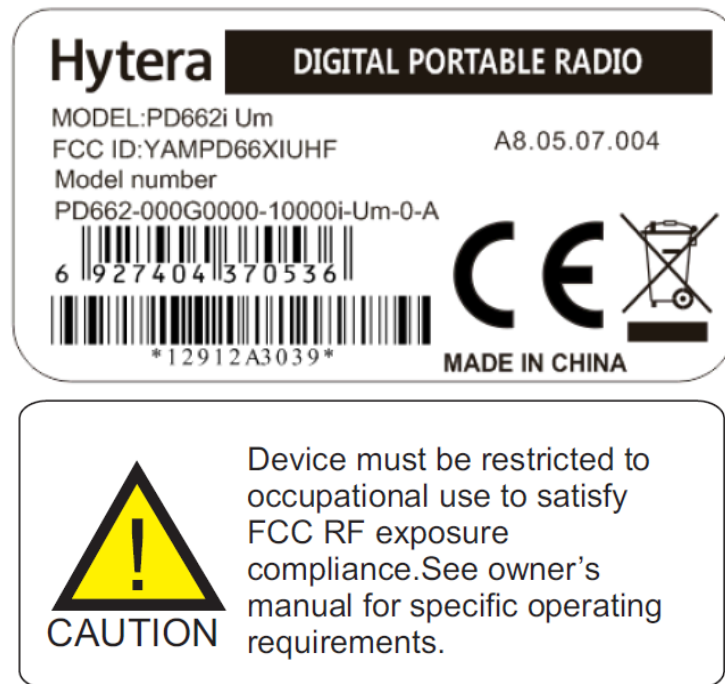 Hytera DIGITAL PORTABLE RADIO
MODEL:PD662i Um
FCC ID:YAMPD66XIUHF
A8.05.07.004
Model number
PD662-000G0000-10000i-Um-0-A
6 927404 370536
*12912A3039*
CE
MADE IN CHINA
!
CAUTION
Device must be restricted to
occupational use to satisfy
FCC RF exposure
compliance.See owner's
manual for specific operating
requirements.